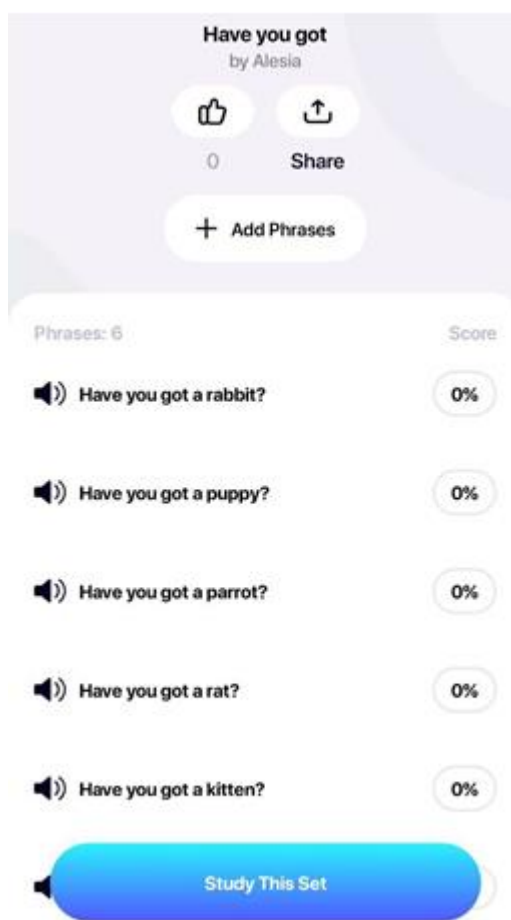 Have you got
by Alesia
0 Share
+ Add Phrases
Phrases: 6 Score
Have you got a rabbit? 0%
Have you got a puppy? 0%
Have you got a parrot? 0%
Have you got a rat? 0%
Have you got a kitten? 0%
Study This Set